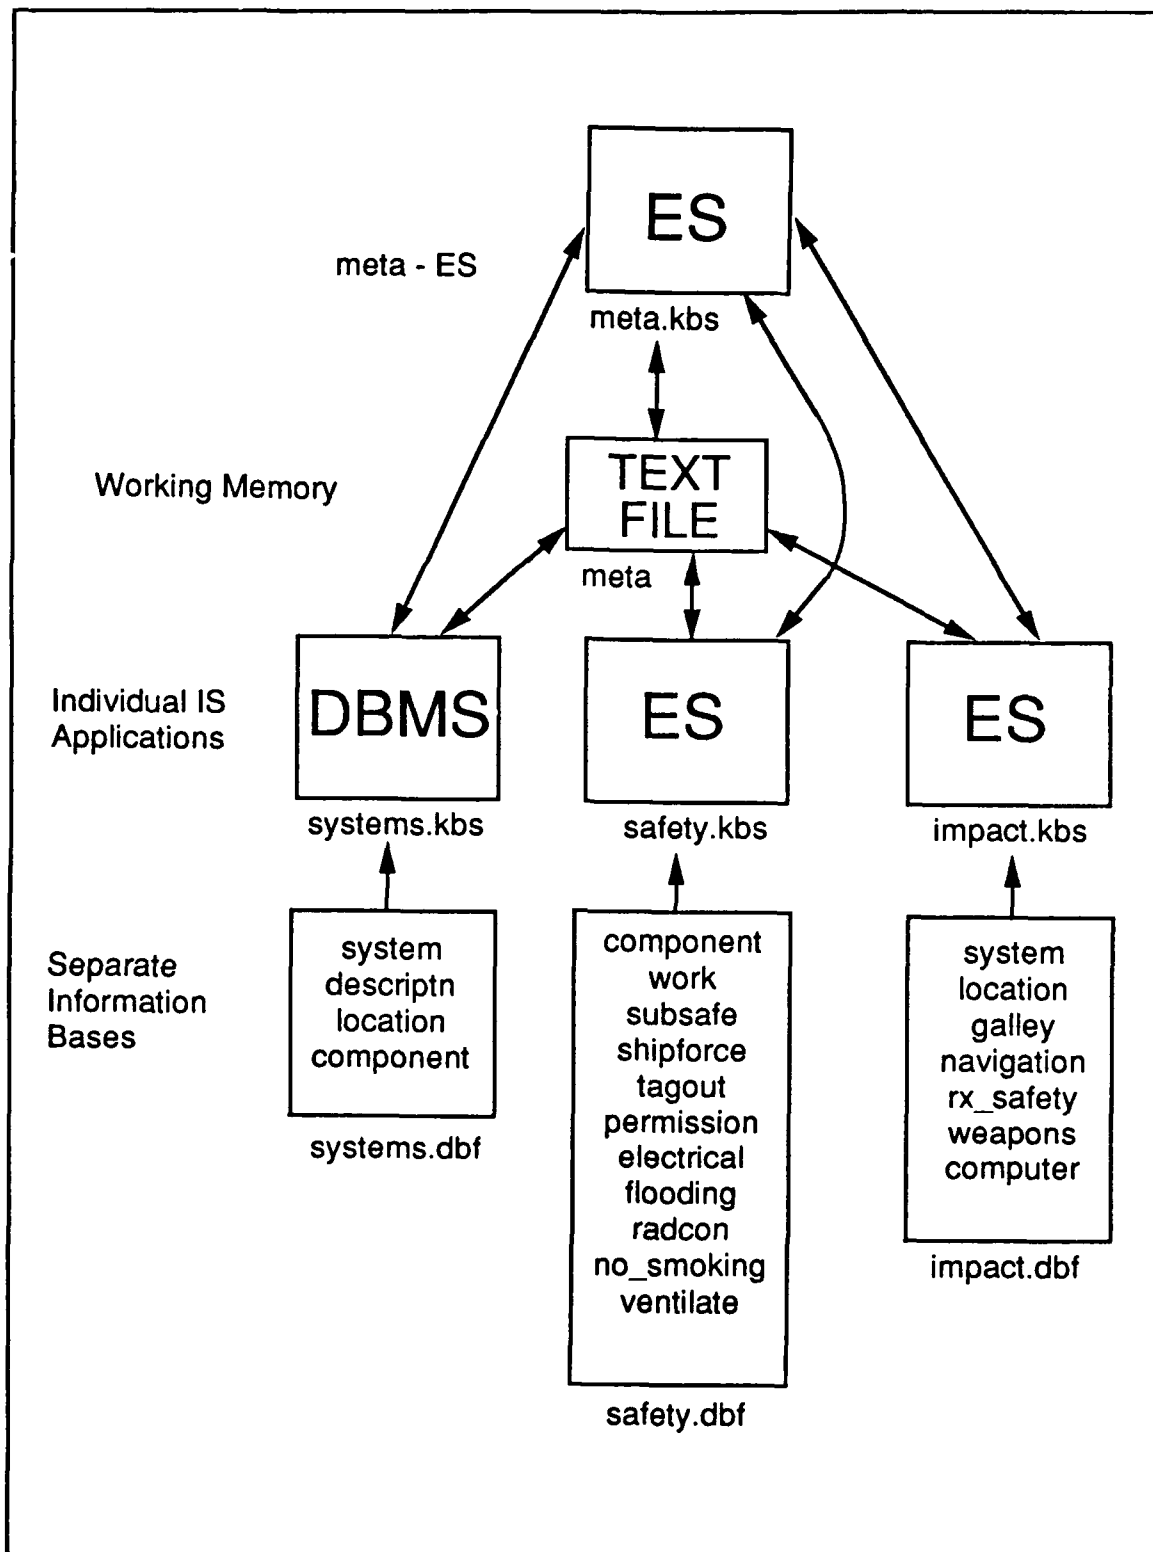 ES
meta - ES
meta.kbs
Working Memory
TEXT
FILE
meta
Individual IS
Applications
DBMS
ES
ES
systems.kbs
safety.kbs
impact.kbs
Separate
Information
Bases
system
descriptn
location
component
systems.dbf
component
work
subsafe
shipforce
tagout
permission
electrical
flooding
radcon
no_smoking
ventilate
safety.dbf
system
location
galley
navigation
rx_safety
weapons
computer
impact.dbf